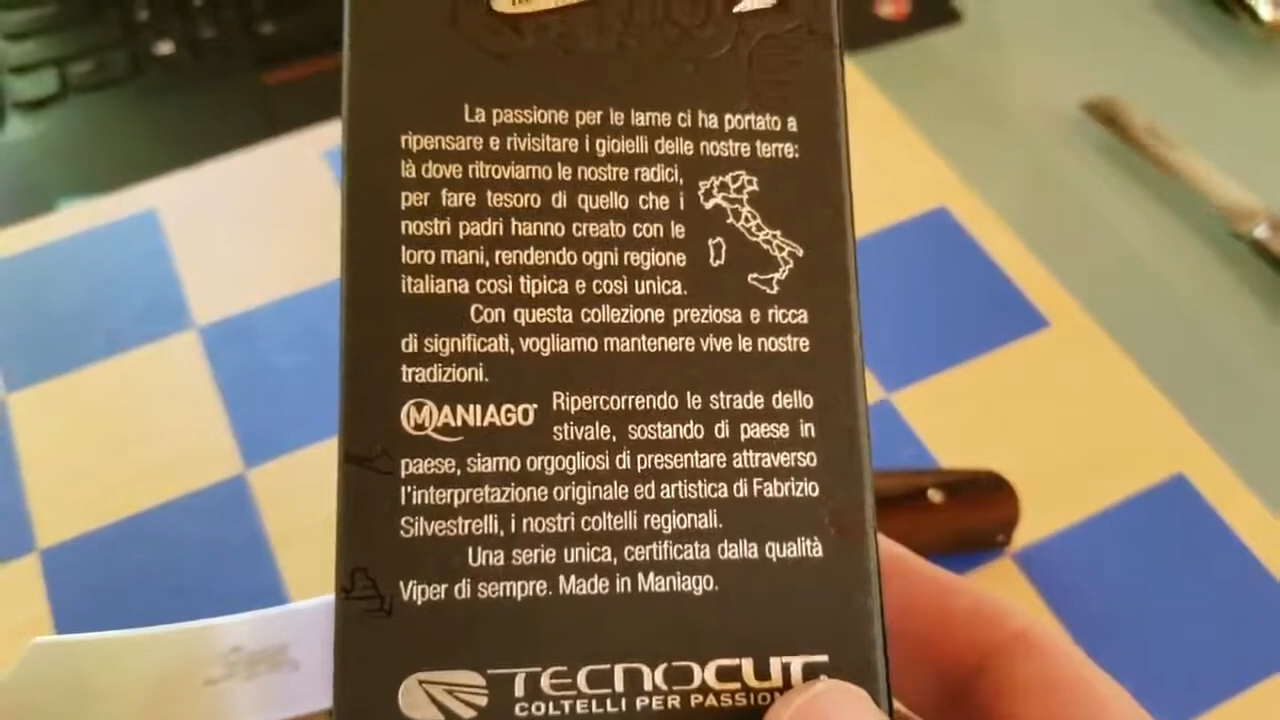 La passione per le lame ci ha portato a
ripensare e rivisitare i gioielli delle nostre terre:
là dove ritroviamo le nostre radici,
per fare tesoro di quello che i
nostri padri hanno creato con le
loro mani, rendendo ogni regione
italiana così tipica e così unica.
Con questa collezione preziosa e ricca
di significati, vogliamo mantenere vive le nostre
tradizioni.
MANIAGO
Ripercorrendo le strade dello
stivale, sostando di paese in
paese, siamo orgogliosi di presentare attraverso
l'interpretazione originale ed artistica di Fabrizio
Silvestrelli, i nostri coltelli regionali.
Una serie unica, certificata dalla qualità
Viper di sempre. Made in Maniago.
TECNOCUT
COLTELLI PER PASSION